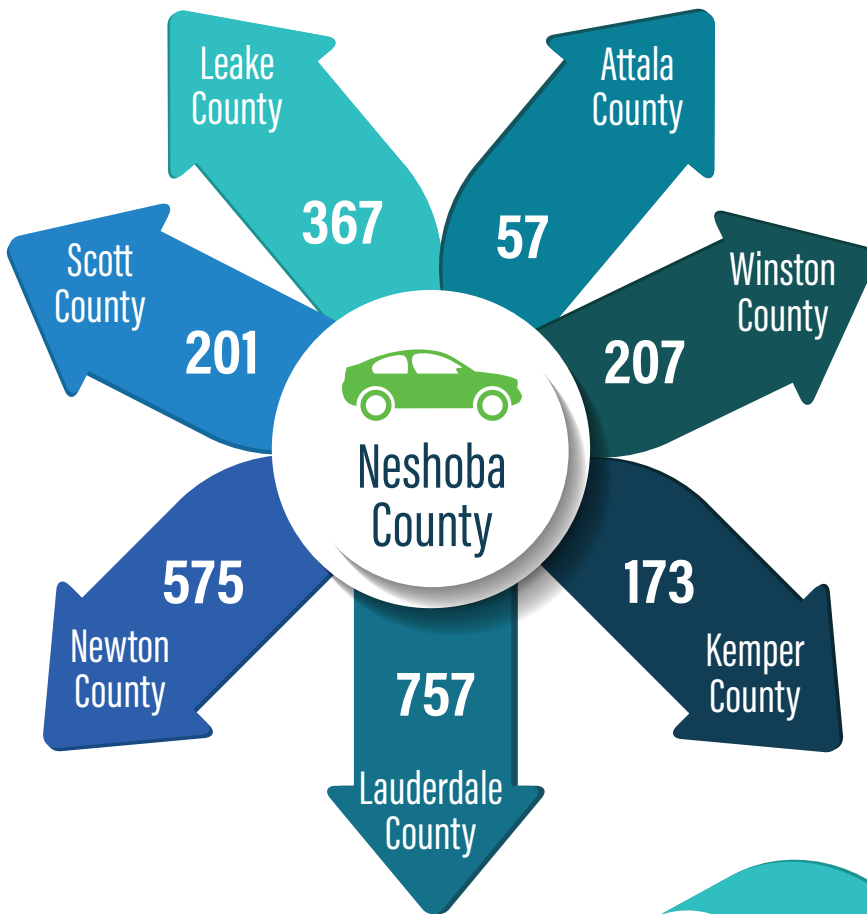 Leake
County
367
Attala
County
57
Scott
County
201
Winston
County
207
Neshoba
County
575
Newton
County
173
Kemper
County
757
Lauderdale
County